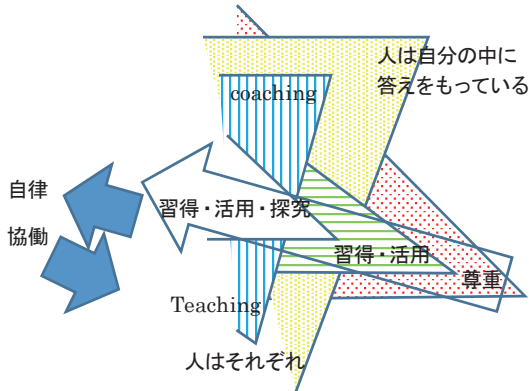 人は自分の中に
答えをもっている
coaching
自律
協働
習得・活用・探究
習得・活用
尊重
Teaching
人はそれぞれ